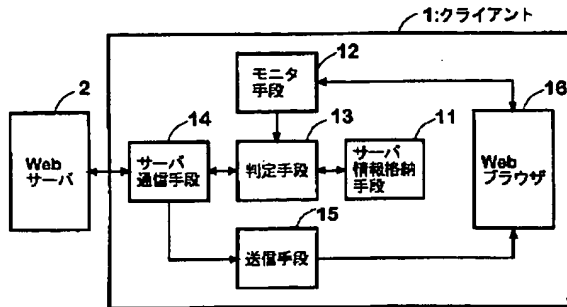 1:クライアント
12
モニタ
手段
2
Web
サーバ
14
サーバ
通信手段
13
判定手段
11
サーバ
情報格納
手段
16
Web
ブラウザ
15
送信手段